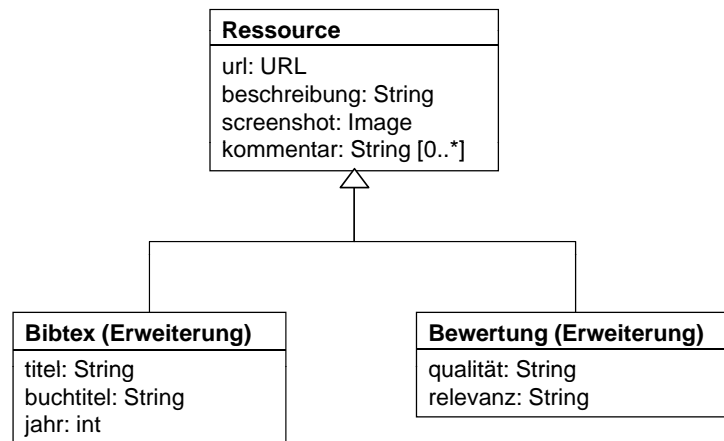 Ressource
url: URL
beschreibung: String
screenshot: Image
kommentar: String [0..*]
Bibtex (Erweiterung)
titel: String
buchtitel: String
jahr: int
Bewertung (Erweiterung)
qualität: String
relevanz: String